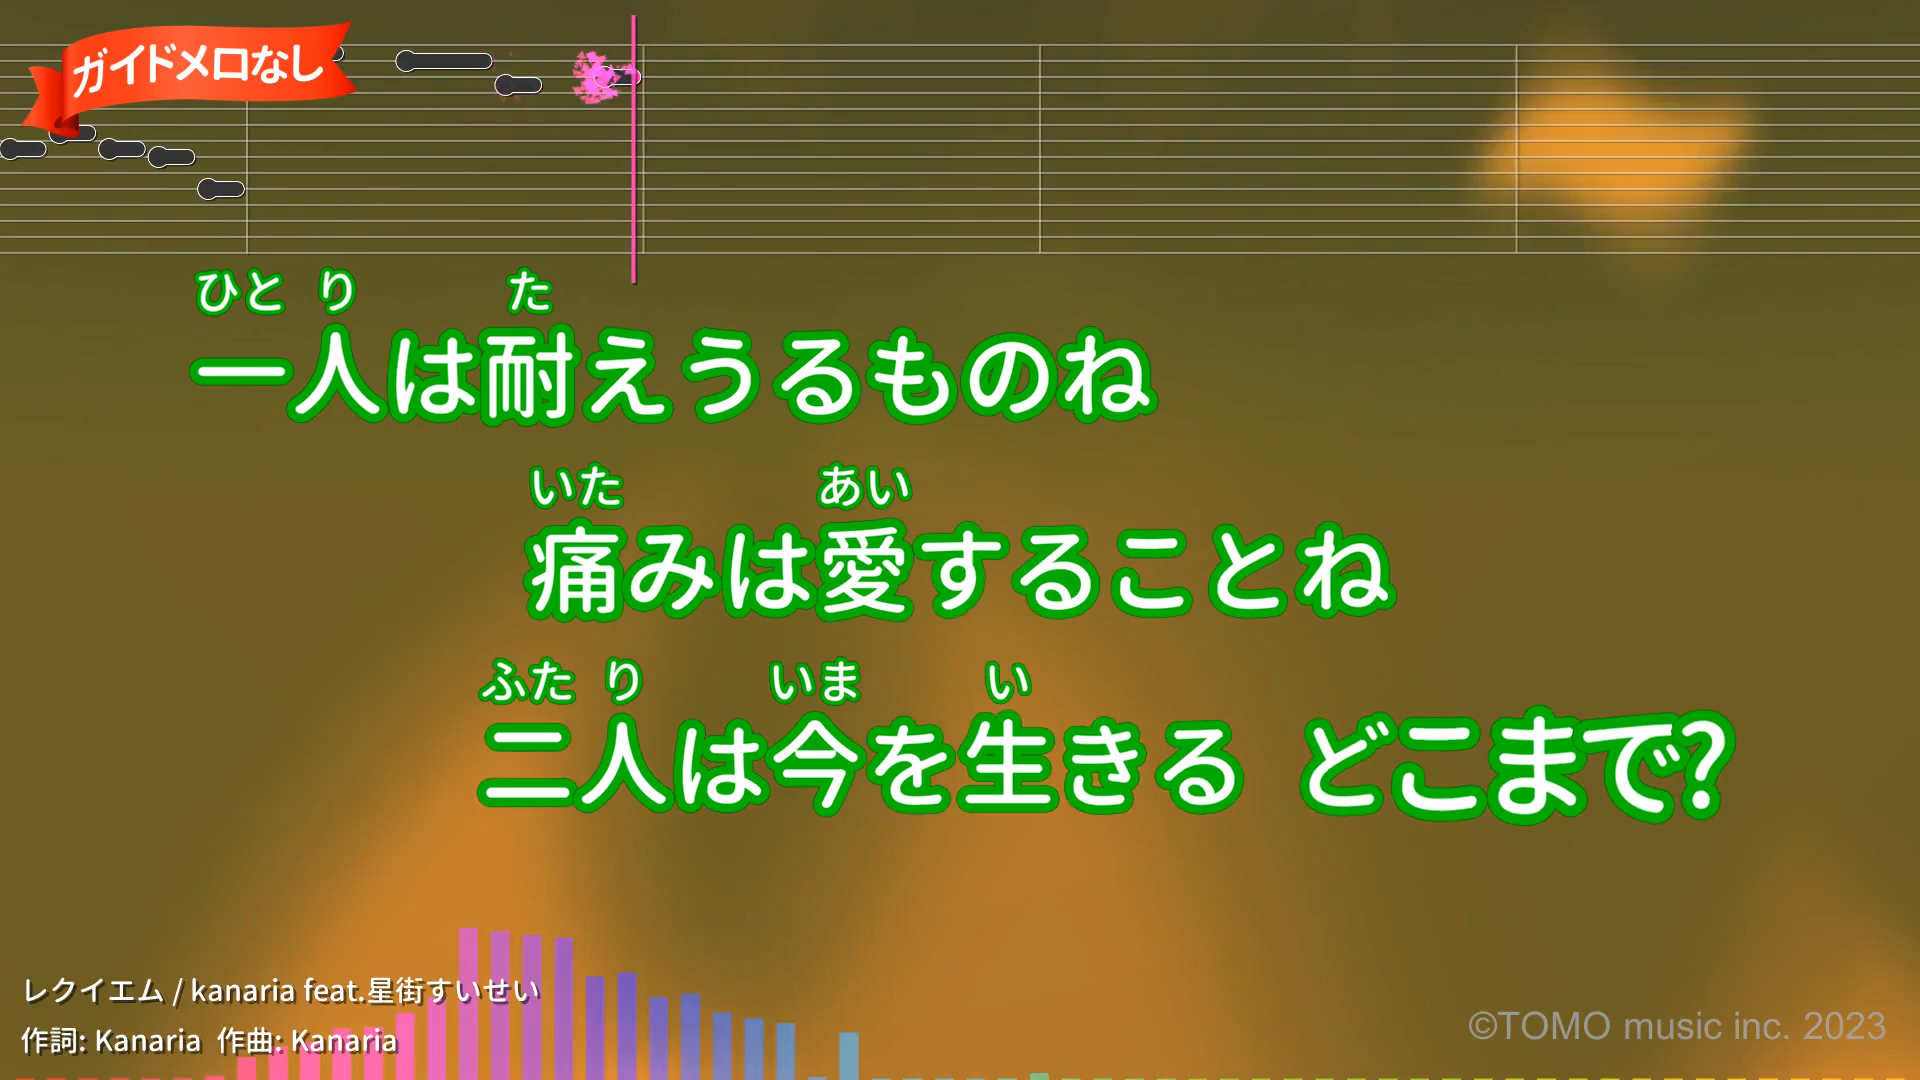 ガイドメロなし
ひとり た
一人は耐えうるものね
いた あい
痛みは愛することね
ふたり いま い
二人は今を生きる どこまで?
レクイエム / kanaria feat.星街すいせい
作詞: Kanaria 作曲: Kanaria
©TOMO music inc. 2023